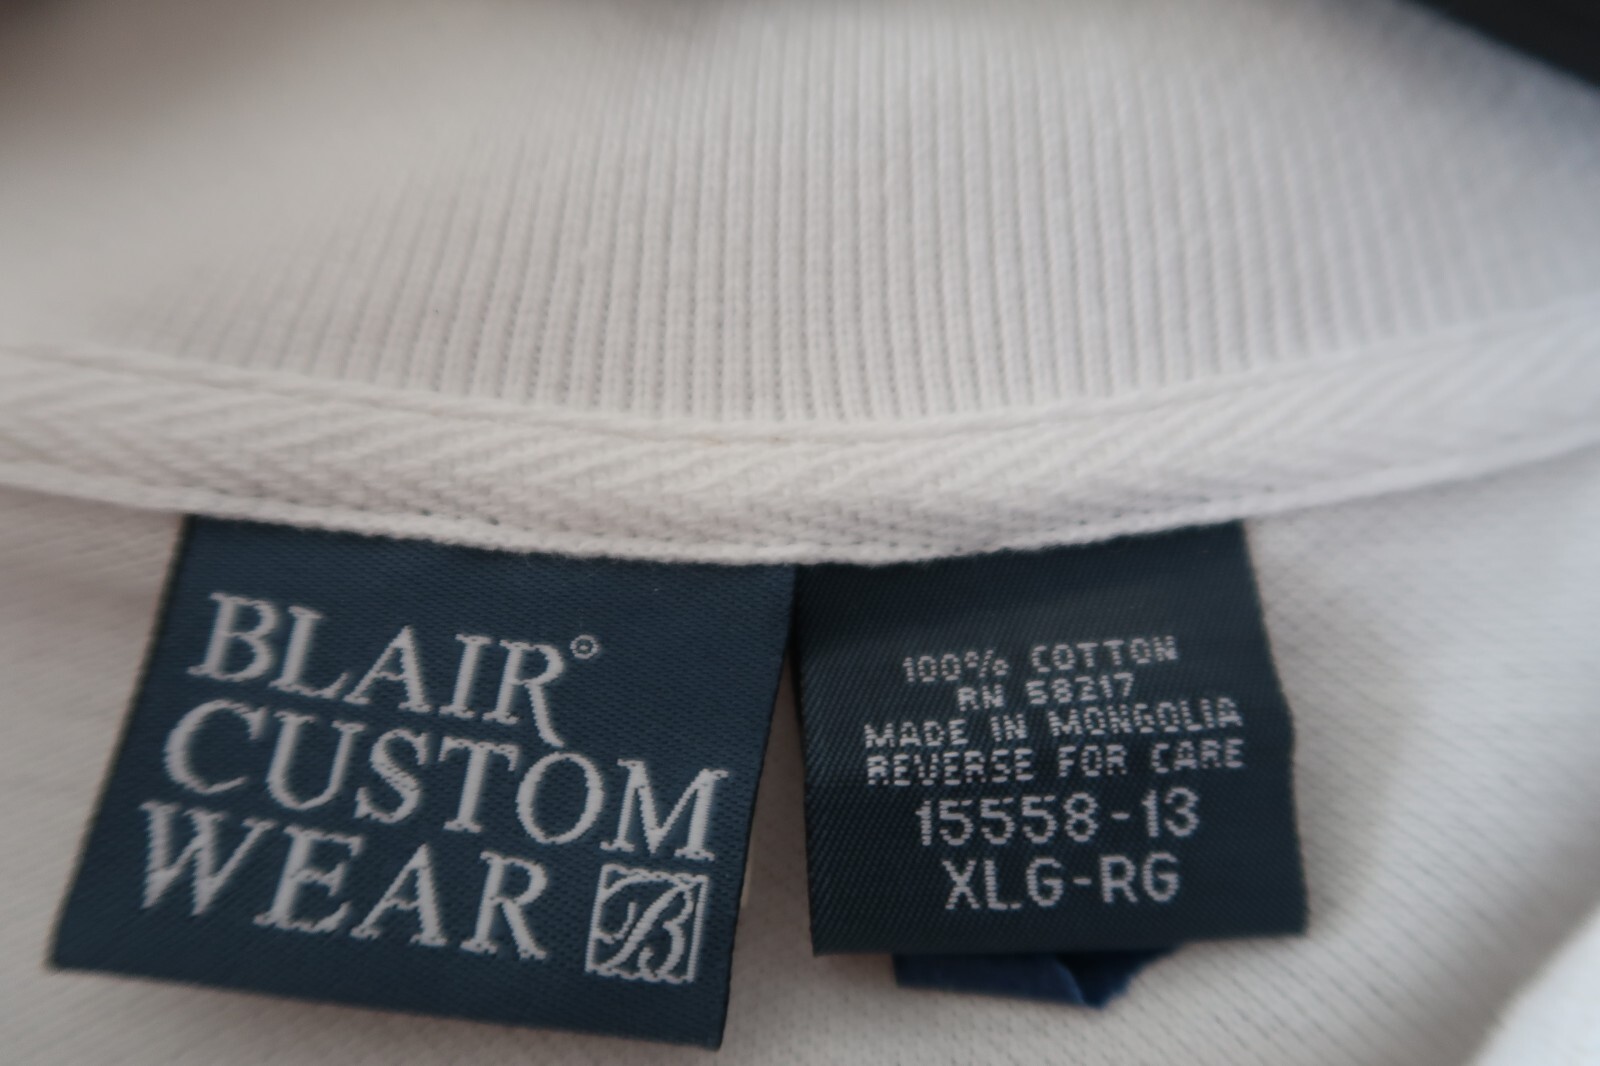 BLAIR®
CUSTOM
WEAR B
100% COTTON
RN 58217
MADE IN MONGOLIA
REVERSE FOR CARE
15558-13
XLG-RG